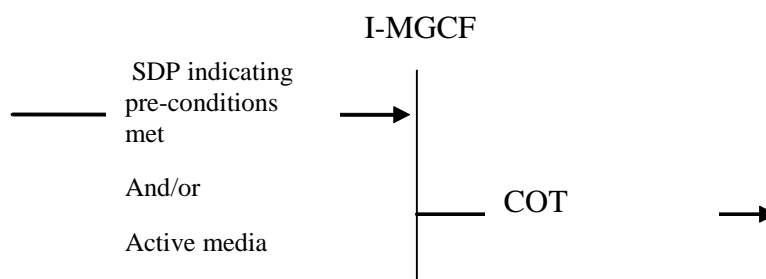 I-MGCF
SDP indicating
pre-conditions
met
And/or
Active media
COT